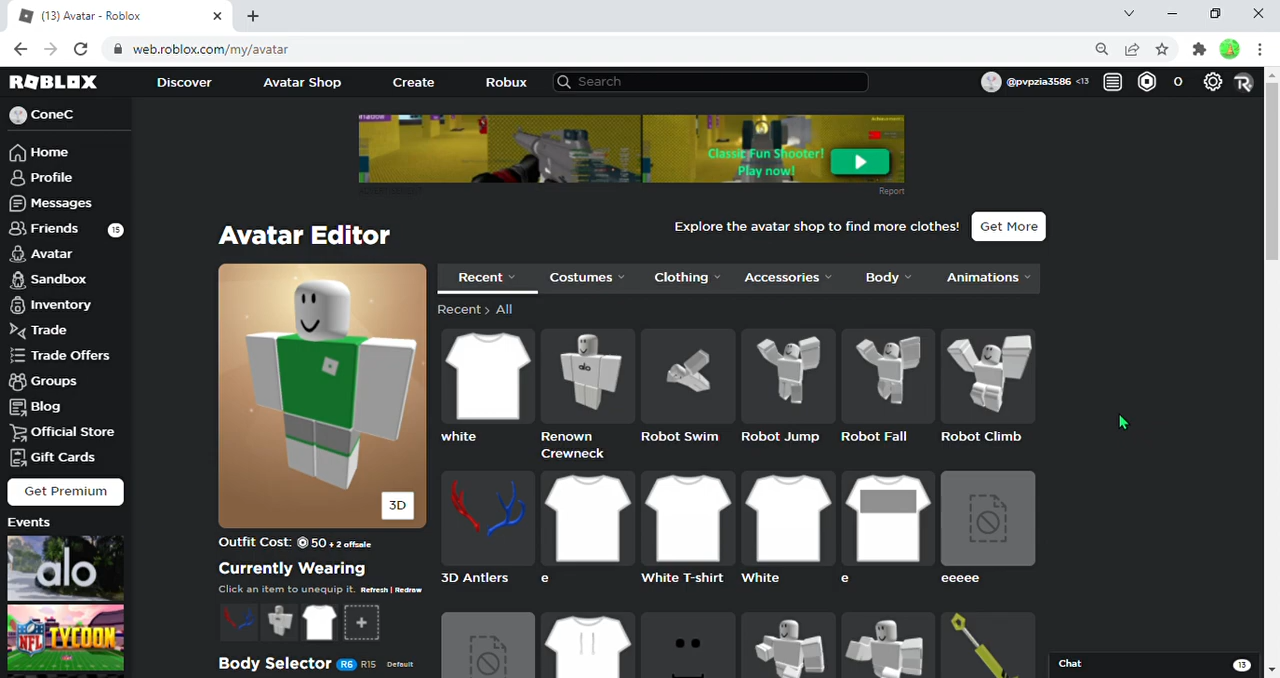 (13) Avatar - Roblox
web.roblox.com/my/avatar
ROBLOX Discover Avatar Shop Create Robux Search @pvpzia3586 <13 0
ConeC
Home
Profile
Messages
Friends 15
Avatar
Sandbox
Inventory
Trade
Trade Offers
Groups
Blog
Official Store
Gift Cards
Get Premium
Events
alo
NFL TYCOON
Classic Fun Shooter!
Play now!
Report
Avatar Editor
Explore the avatar shop to find more clothes! Get More
Recent Costumes Clothing Accessories Body Animations
Recent > All
3D
white
alo
Renown
Crewneck
Robot Swim
Robot Jump
Robot Fall
Robot Climb
3D Antlers
e
White T-shirt
White
e
eeeee
Outfit Cost: 50 + 2 offsale
Currently Wearing
Click an item to unequip it. Refresh | Redraw
Body Selector R6 R15 Default
Chat 13